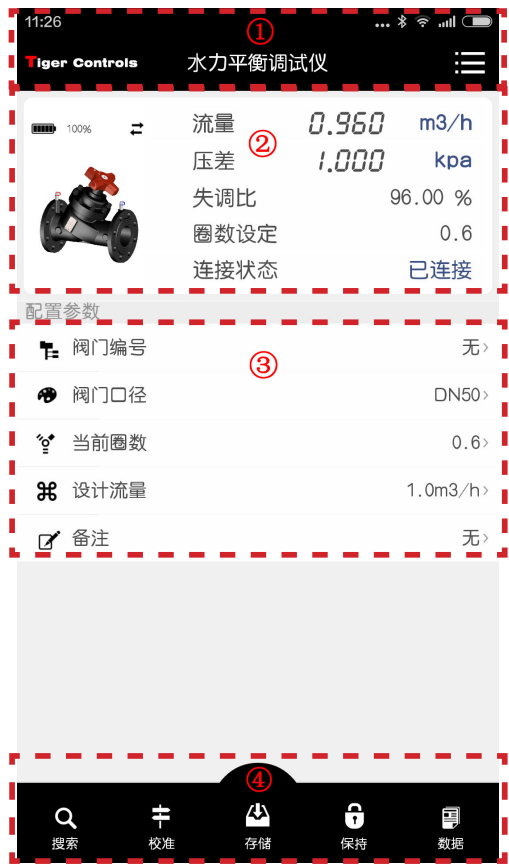 11:26
①
Tiger Controls 水力平衡调试仪
100% 流量 0.960 m3/h
②
压差 1.000 kpa
失调比 96.00 %
圈数设定 0.6
连接状态 已连接
配置参数
阀门编号 无
③
阀门口径 DN50
当前圈数 0.6
设计流量 1.0m3/h
备注 无
④
搜索 校准 存储 保持 数据